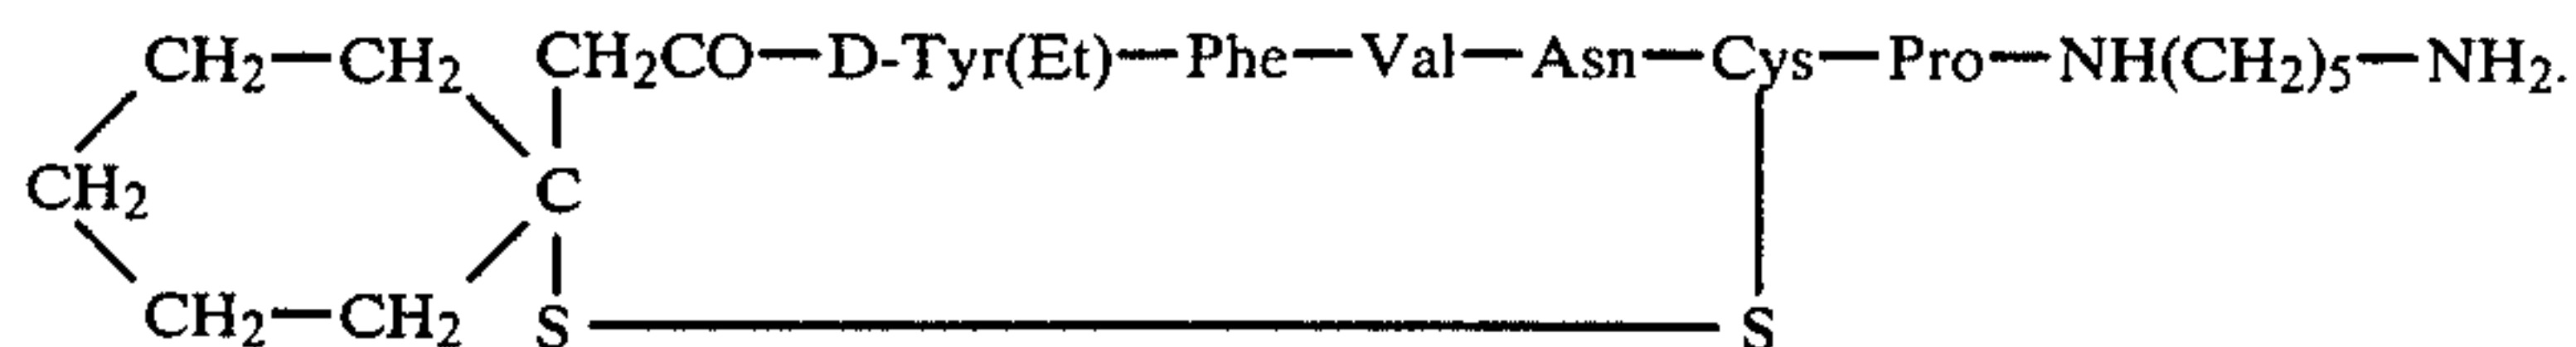 CH2—CH2 CH2CO—D-Tyr(Et)—Phe—Val—Asn—Cys—Pro—NH(CH2)5—NH2.
CH2 C
CH2—CH2 S S